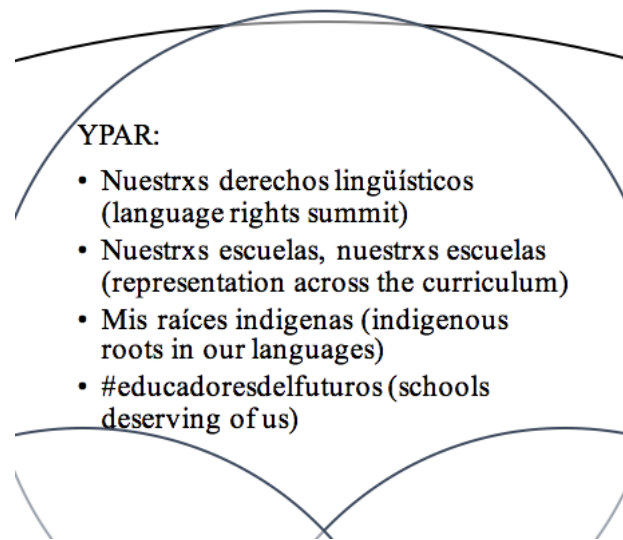 YPAR:
• Nuestrxs derechos lingüísticos
(language rights summit)
• Nuestrxs escuelas, nuestrxs escuelas
(representation across the curriculum)
• Mis raíces indigenas (indigenous
roots in our languages)
• #educadoresdelfuturos (schools
deserving of us)